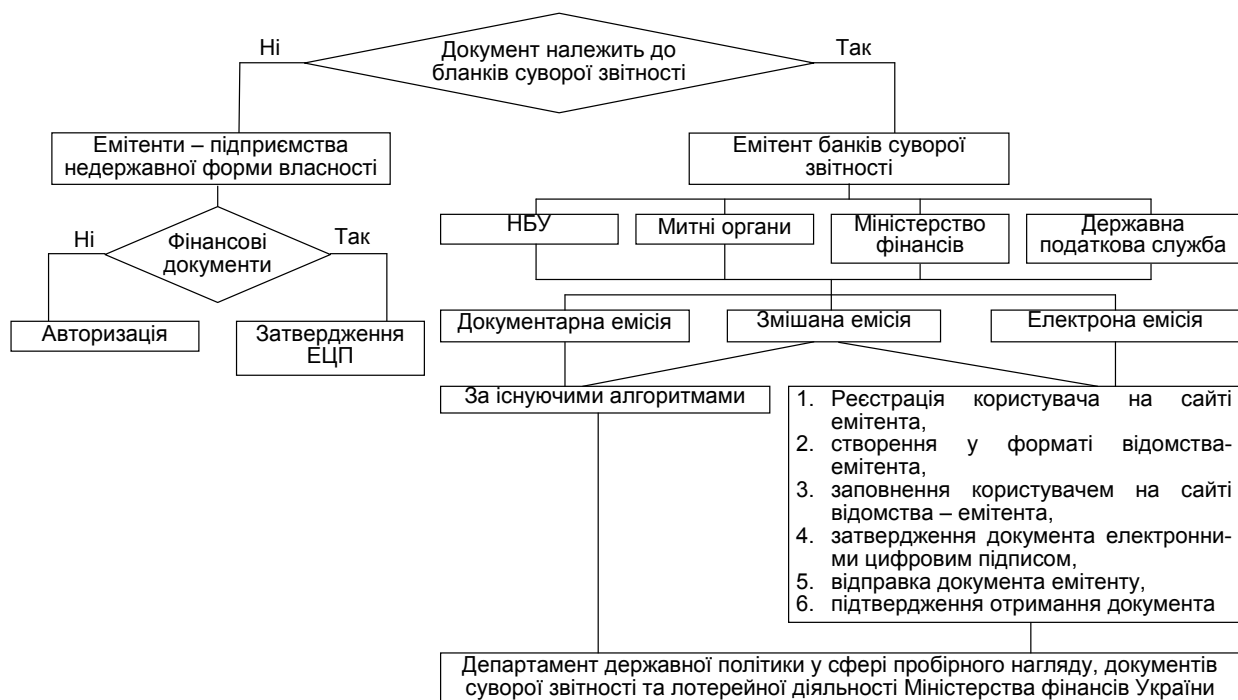 Ні
Документ належить до
бланків суворої звітності
Так
Емітенти – підприємства
недержавної форми власності
Емітент банків суворої
звітності
Ні
Фінансові
документи
Так
НБУ
Митні органи
Міністерство
фінансів
Державна
податкова служба
Авторизація
Затвердження
ЕЦП
Документарна емісія
Змішана емісія
Електрона емісія
За існуючими алгоритмами
1. Реєстрація користувача на сайті
емітента,
2. створення у форматі відомства-
емітента,
3. заповнення користувачем на сайті
відомства – емітента,
4. затвердження документа електронни-
ми цифровим підписом,
5. відправка документа емітенту,
6. підтвердження отримання документа
Департамент державної політики у сфері пробірного нагляду, документів
суворої звітності та лотерейної діяльності Міністерства фінансів України